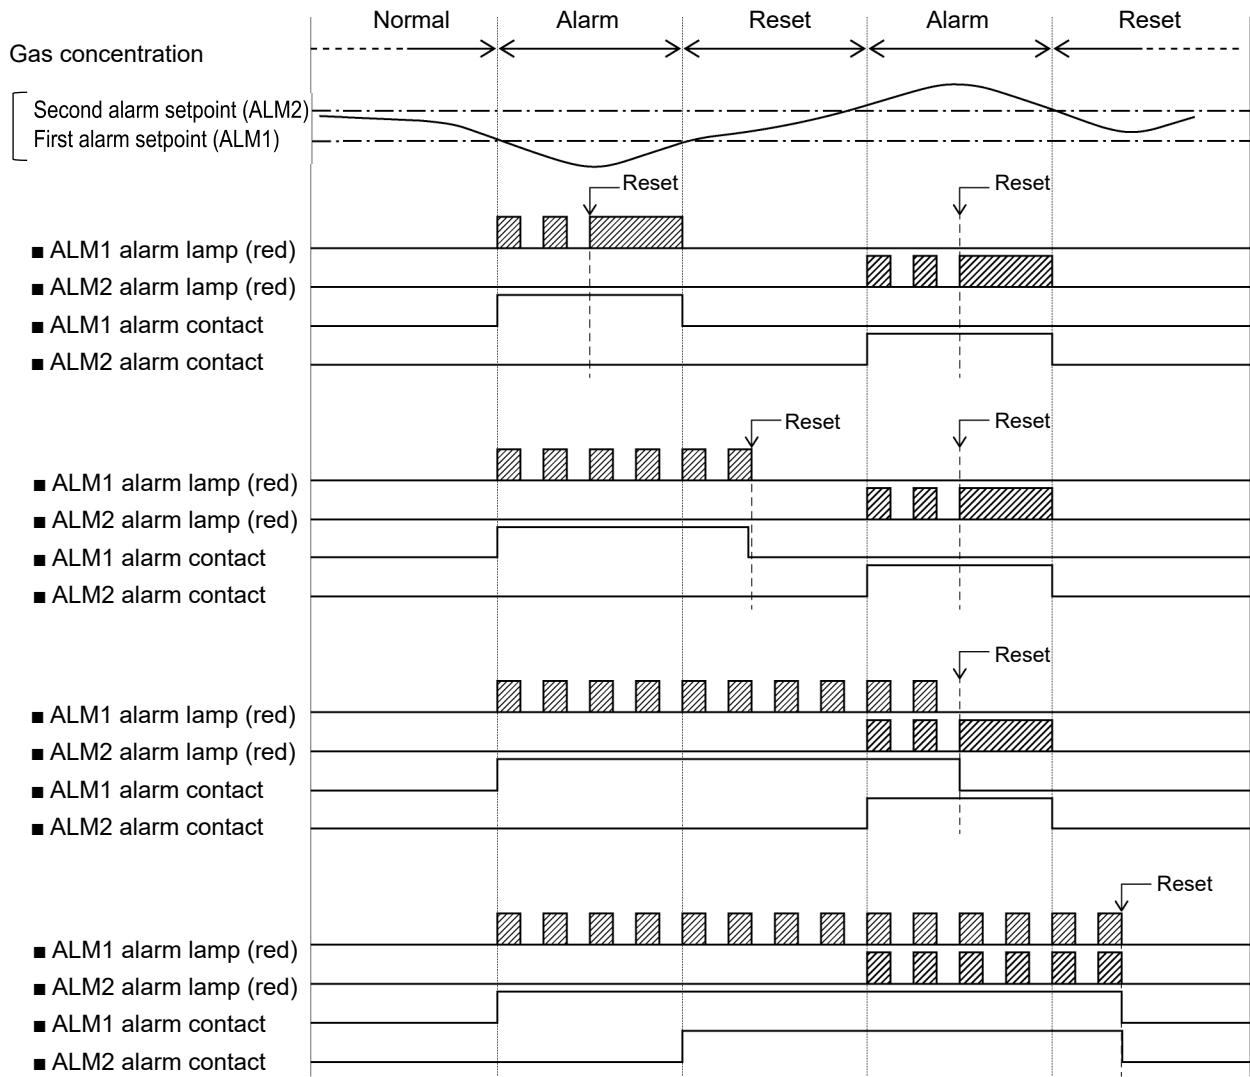 Normal Alarm Reset Alarm Reset
Gas concentration
Second alarm setpoint (ALM2)
First alarm setpoint (ALM1)
Reset Reset
■ ALM1 alarm lamp (red)
■ ALM2 alarm lamp (red)
■ ALM1 alarm contact
■ ALM2 alarm contact
Reset Reset
■ ALM1 alarm lamp (red)
■ ALM2 alarm lamp (red)
■ ALM1 alarm contact
■ ALM2 alarm contact
Reset
■ ALM1 alarm lamp (red)
■ ALM2 alarm lamp (red)
■ ALM1 alarm contact
■ ALM2 alarm contact
Reset
■ ALM1 alarm lamp (red)
■ ALM2 alarm lamp (red)
■ ALM1 alarm contact
■ ALM2 alarm contact